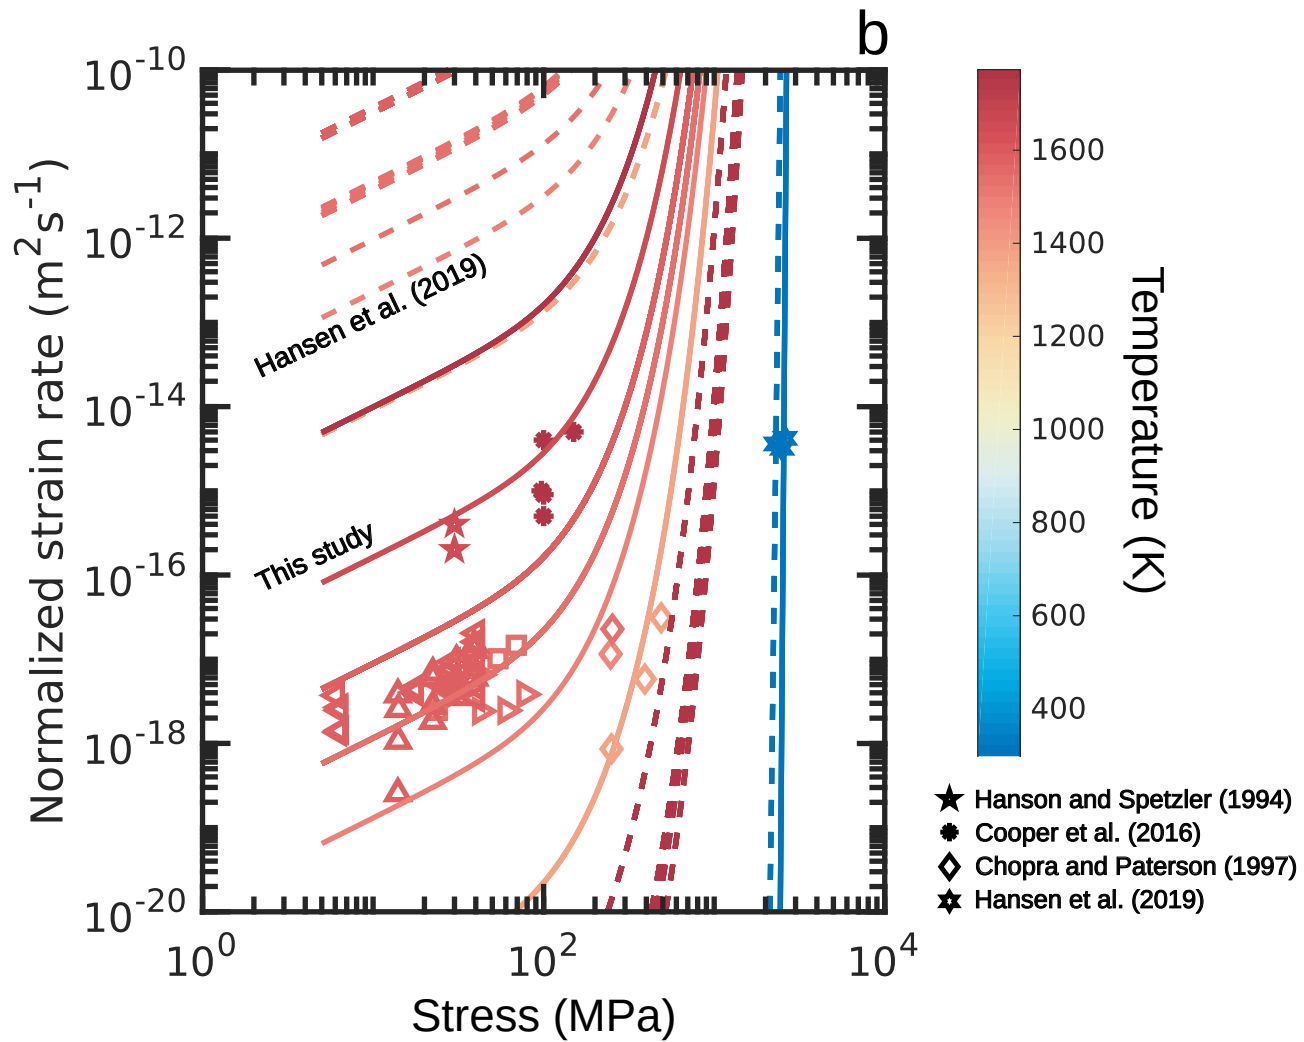 b
10^-10
10^-12
10^-14
10^-16
10^-18
10^-20
Normalized strain rate (m^2s^-1)
Hansen et al. (2019)
This study
10^0
10^2
10^4
Stress (MPa)
1600
1400
1200
1000
800
600
400
Temperature (K)
Hanson and Spetzler (1994)
Cooper et al. (2016)
Chopra and Paterson (1997)
Hansen et al. (2019)